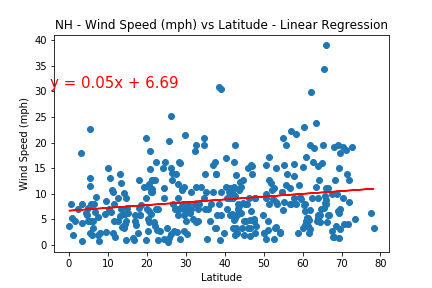 NH - Wind Speed (mph) vs Latitude - Linear Regression
y = 0.05x + 6.69
Wind Speed (mph)
40
35
30
25
20
15
10
5
0
0 10 20 30 40 50 60 70 80
Latitude